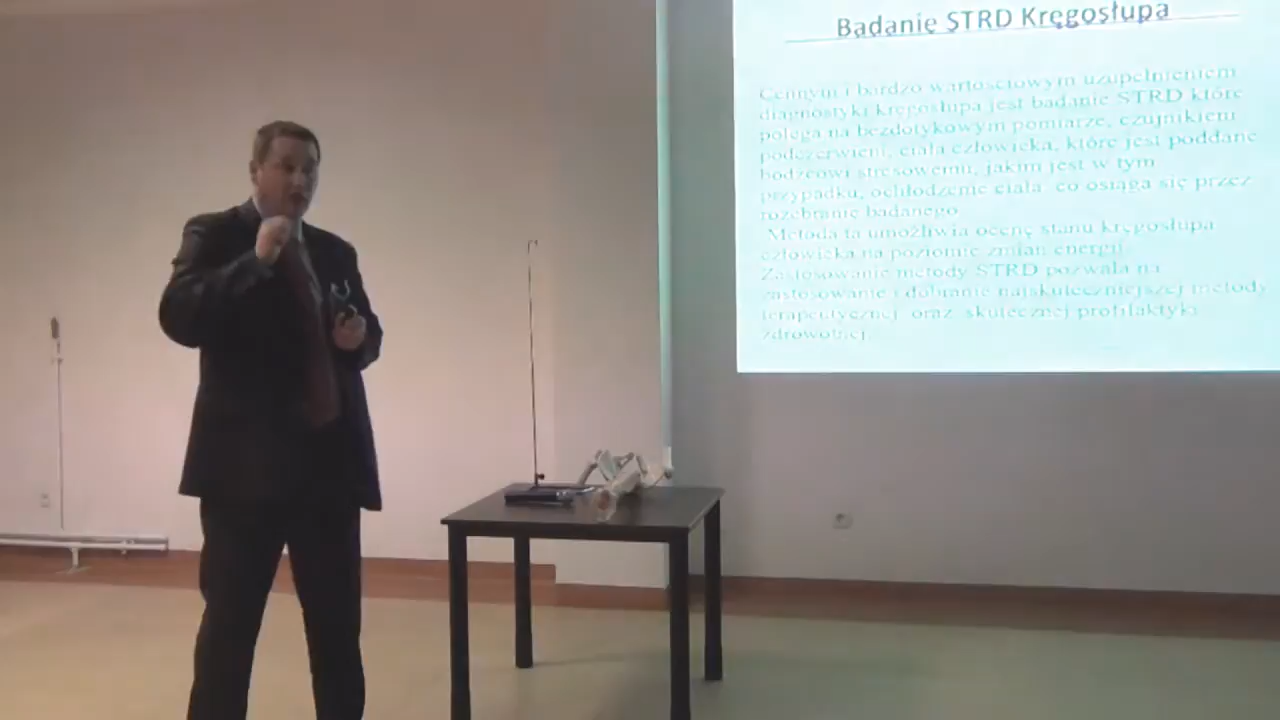 Badanie STRD Kręgosłupa
Cennym i bardzo wartościowym uzupełnieniem
diagnostyki kręgosłupa jest badanie STRD które
polega na bezdotykowym pomiarze, czujnikiem
podczerwieni, ciała człowieka, które jest poddane
bodźcowi stresowemu, jakim jest w tym
przypadku, ochłodzenie ciała co osiąga się przez
rozebranie badanego
Metoda ta umożliwia ocenę stanu kręgosłupa
człowieka na poziomie zmian energii.
Zastosowanie metody STRD pozwala na
zastosowanie i dobranie najskuteczniejszej metody
terapeutycznej oraz skutecznej profilaktyki
zdrowotnej.